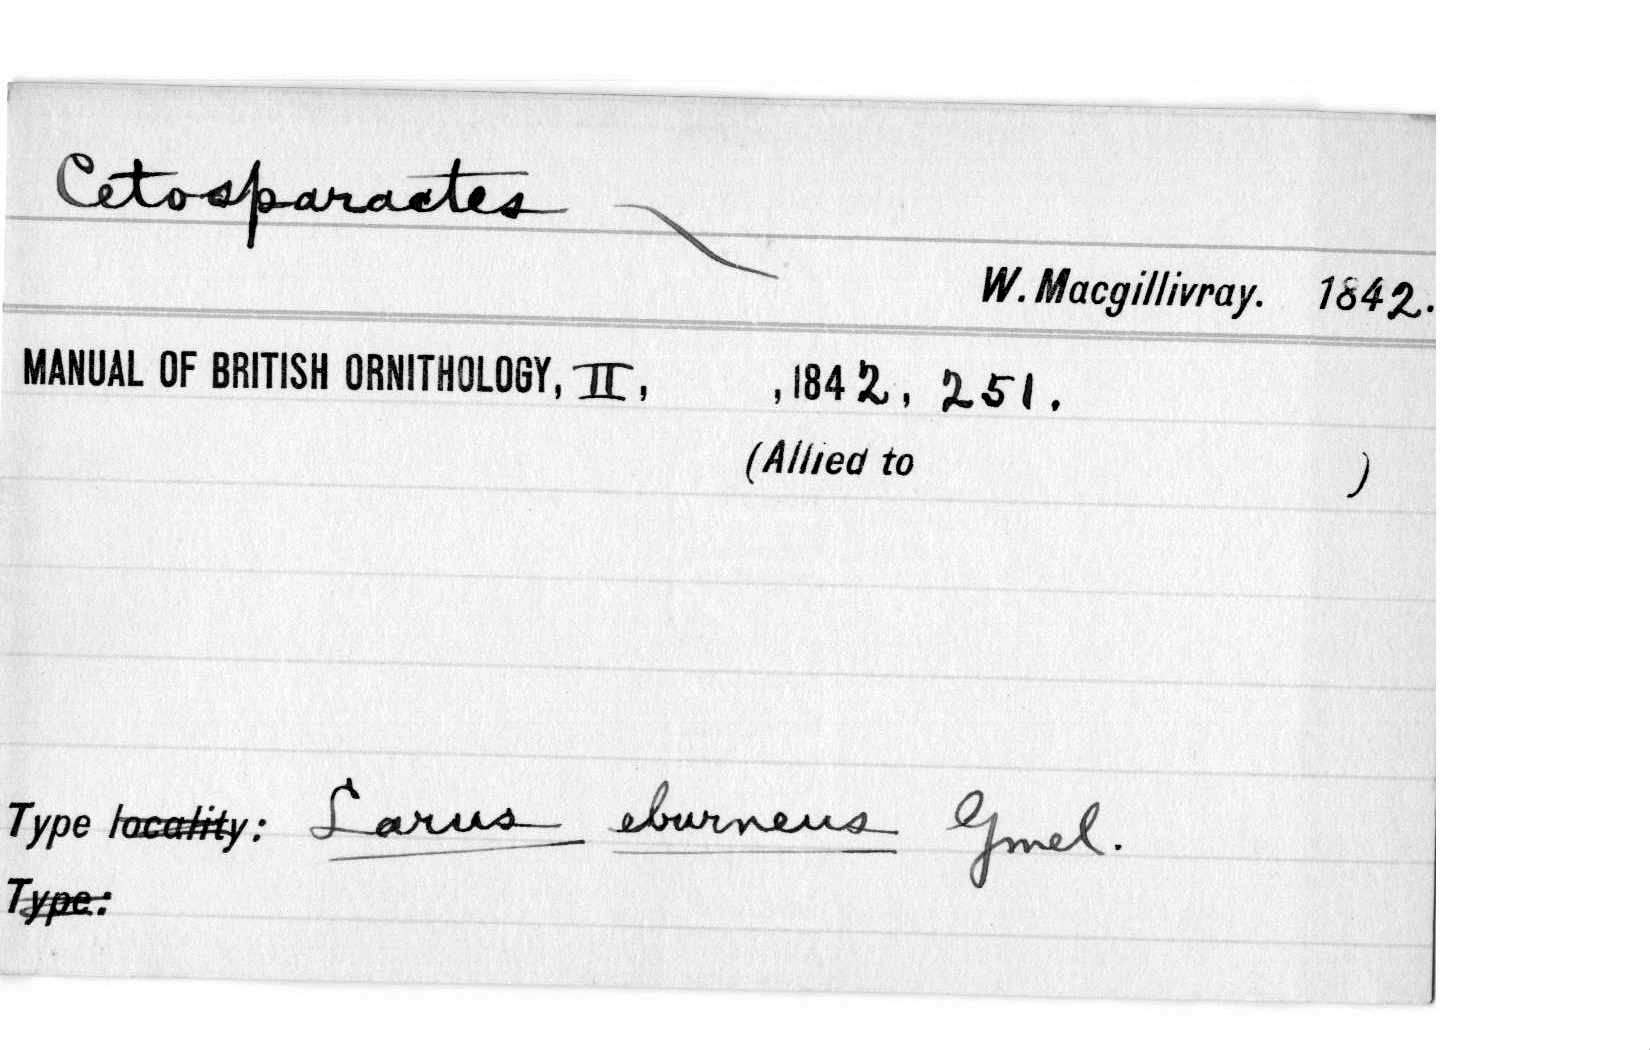 Cetosparactes
W. Macgillivray. 1842.
MANUAL OF BRITISH ORNITHOLOGY, II, , 1842, 251.
(Allied to )
Type locality: Larus eburneus Gmel.
Type: